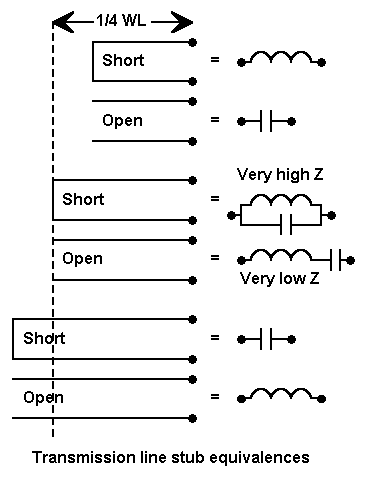 1/4 WL
Short
=
Open
=
Very high Z
Short
=
Open
=
Very low Z
Short
=
Open
=
Transmission line stub equivalences